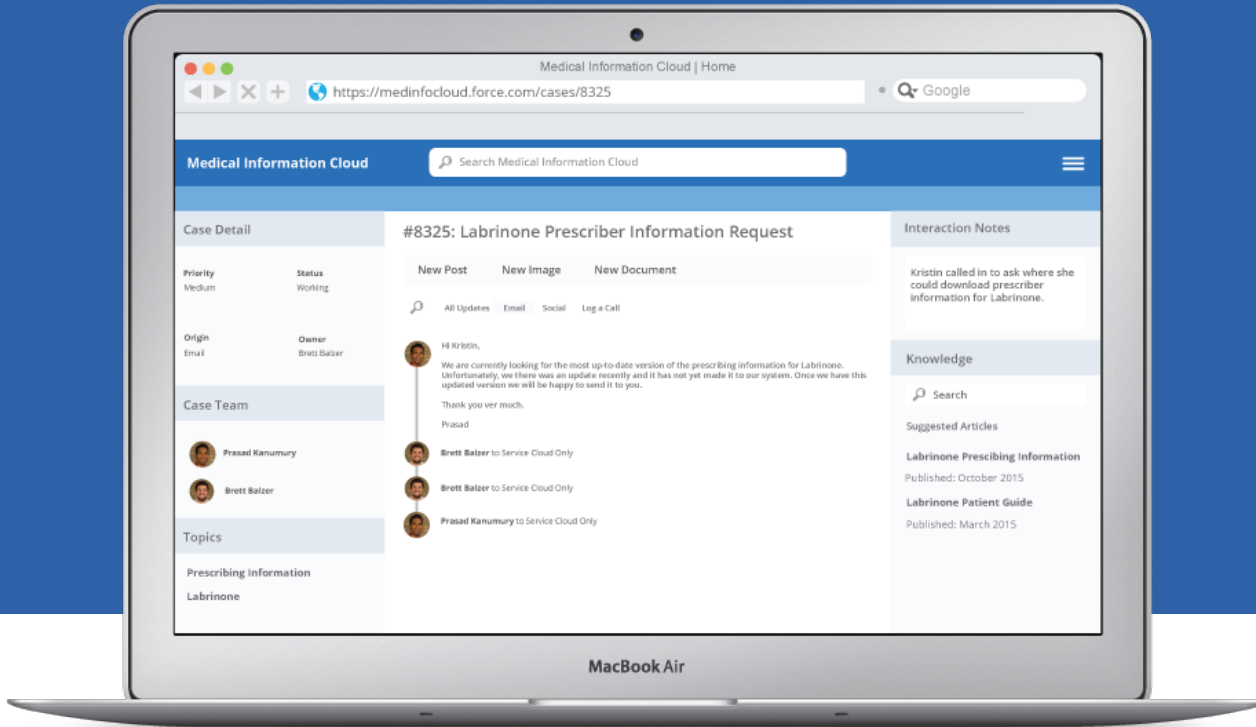 Medical Information Cloud | Home
https://medinfocloud.force.com/cases/8325
Google
Medical Information Cloud
Search Medical Information Cloud
Case Detail
Priority
Status
Medium
Working
Origin
Owner
Email
Brett Balzer
Case Team
Prasad Kanumury
Brett Balzer
Topics
Prescribing Information
Labrinone
#8325: Labrinone Prescriber Information Request
New Post New Image New Document
All Updates Email Social Log a Call
Hi Kristin,
We are currently looking for the most up-to-date version of the prescribing information for Labrinone.
Unfortunately, we there was an update recently and it has not yet made it to our system. Once we have this
updated version we will be happy to send it to you.
Thank you ver much.
Prasad
Brett Balzer to Service Cloud Only
Brett Balzer to Service Cloud Only
Prasad Kanumury to Service Cloud Only
Interaction Notes
Kristin called in to ask where she
could download prescriber
information for Labrinone.
Knowledge
Search
Suggested Articles
Labrinone Prescibing Information
Published: October 2015
Labrinone Patient Guide
Published: March 2015
MacBook Air